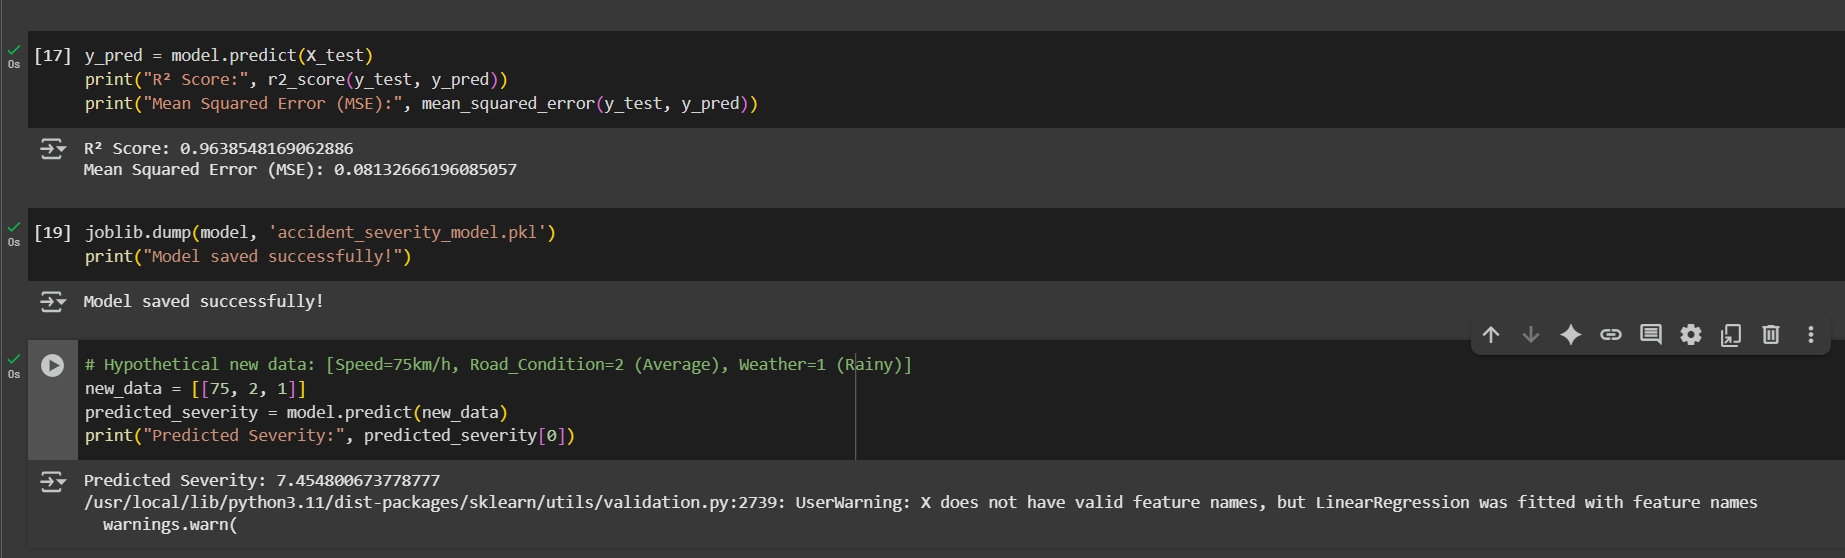 [17] y_pred = model.predict(X_test)
print("R² Score:", r2_score(y_test, y_pred))
print("Mean Squared Error (MSE):", mean_squared_error(y_test, y_pred))
0s
R² Score: 0.9638548169062886
Mean Squared Error (MSE): 0.08132666196085057
[19] joblib.dump(model, 'accident_severity_model.pkl')
0s
print("Model saved successfully!")
Model saved successfully!
# Hypothetical new data: [Speed=75km/h, Road_Condition=2 (Average), Weather=1 (Rainy)]
0s
new_data = [[75, 2, 1]]
predicted_severity = model.predict(new_data)
print("Predicted Severity:", predicted_severity[0])
Predicted Severity: 7.454800673778777
/usr/local/lib/python3.11/dist-packages/sklearn/utils/validation.py:2739: UserWarning: X does not have valid feature names, but LinearRegression was fitted with feature names
  warnings.warn(